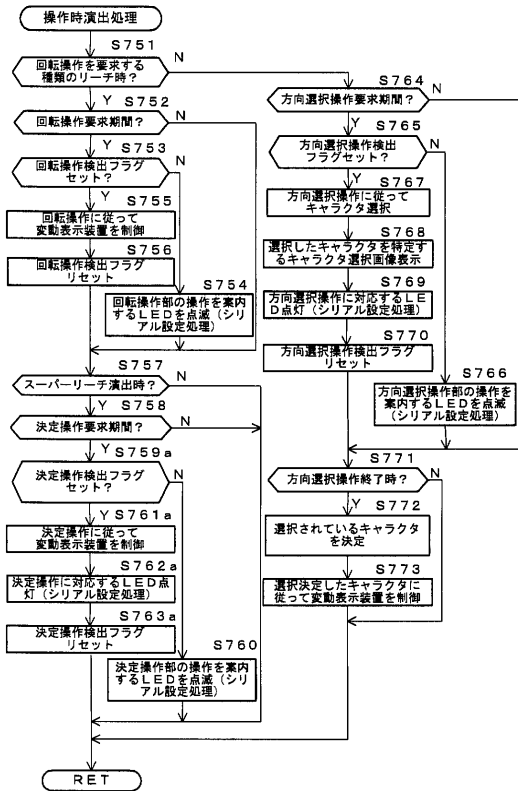 操作時演出処理
S751
回転操作を要求する
種類のリーチ時?
N
Y
S752
回転操作要求期間?
N
Y
S753
回転操作検出フラグ
セット?
N
Y
S755
回転操作に従って
変動表示装置を制御
S756
回転操作検出フラグ
リセット
S754
回転操作部の操作を案内
するLEDを点滅(シリ
アル設定処理)
S757
スーパーリーチ演出時?
N
Y
S758
決定操作要求期間?
N
Y
S759a
決定操作検出フラグ
セット?
N
Y
S761a
決定操作に従って
変動表示装置を制御
S762a
決定操作に対応するLED点
灯(シリアル設定処理)
S763a
決定操作検出フラグ
リセット
S760
決定操作部の操作を案内
するLEDを点滅(シリ
アル設定処理)
S764
方向選択操作要求期間?
N
Y
S765
方向選択操作検出
フラグセット?
N
Y
S767
方向選択操作に従って
キャラクタ選択
S768
選択したキャラクタを特定す
るキャラクタ選択画像表示
S769
方向選択操作に対応するLE
D点灯(シリアル設定処理)
S770
方向選択操作検出フラグ
リセット
S766
方向選択操作部の操作を
案内するLEDを点滅(シ
リアル設定処理)
S771
方向選択操作終了時?
N
Y
S772
選択されているキャラクタ
を決定
S773
選択決定したキャラクタに
従って変動表示装置を制御
RET